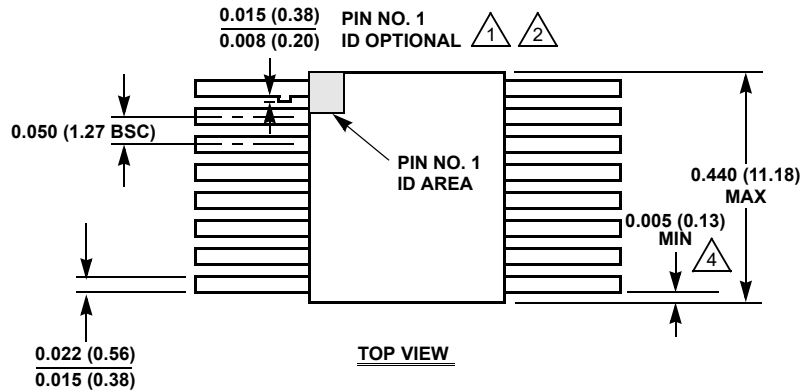 0.015 (0.38)
0.008 (0.20)
PIN NO. 1
ID OPTIONAL
1
2
0.050 (1.27 BSC)
PIN NO. 1
ID AREA
0.440 (11.18)
MAX
0.005 (0.13)
MIN
4
0.022 (0.56)
0.015 (0.38)
TOP VIEW